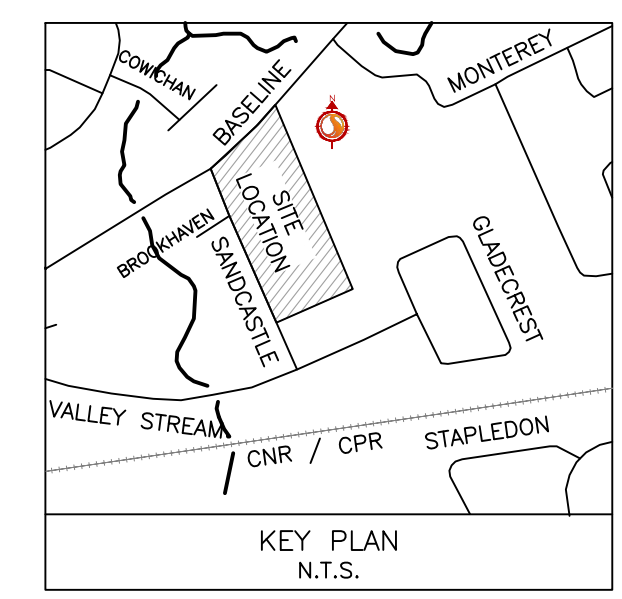 COWICHAN
BASELINE
MONTEREY
N
SITE
LOCATION
BROOKHAVEN
SANDCASTLE
GLADECREST
VALLEY STREAM
CNR / CPR
STAPLEDON
KEY PLAN
N.T.S.